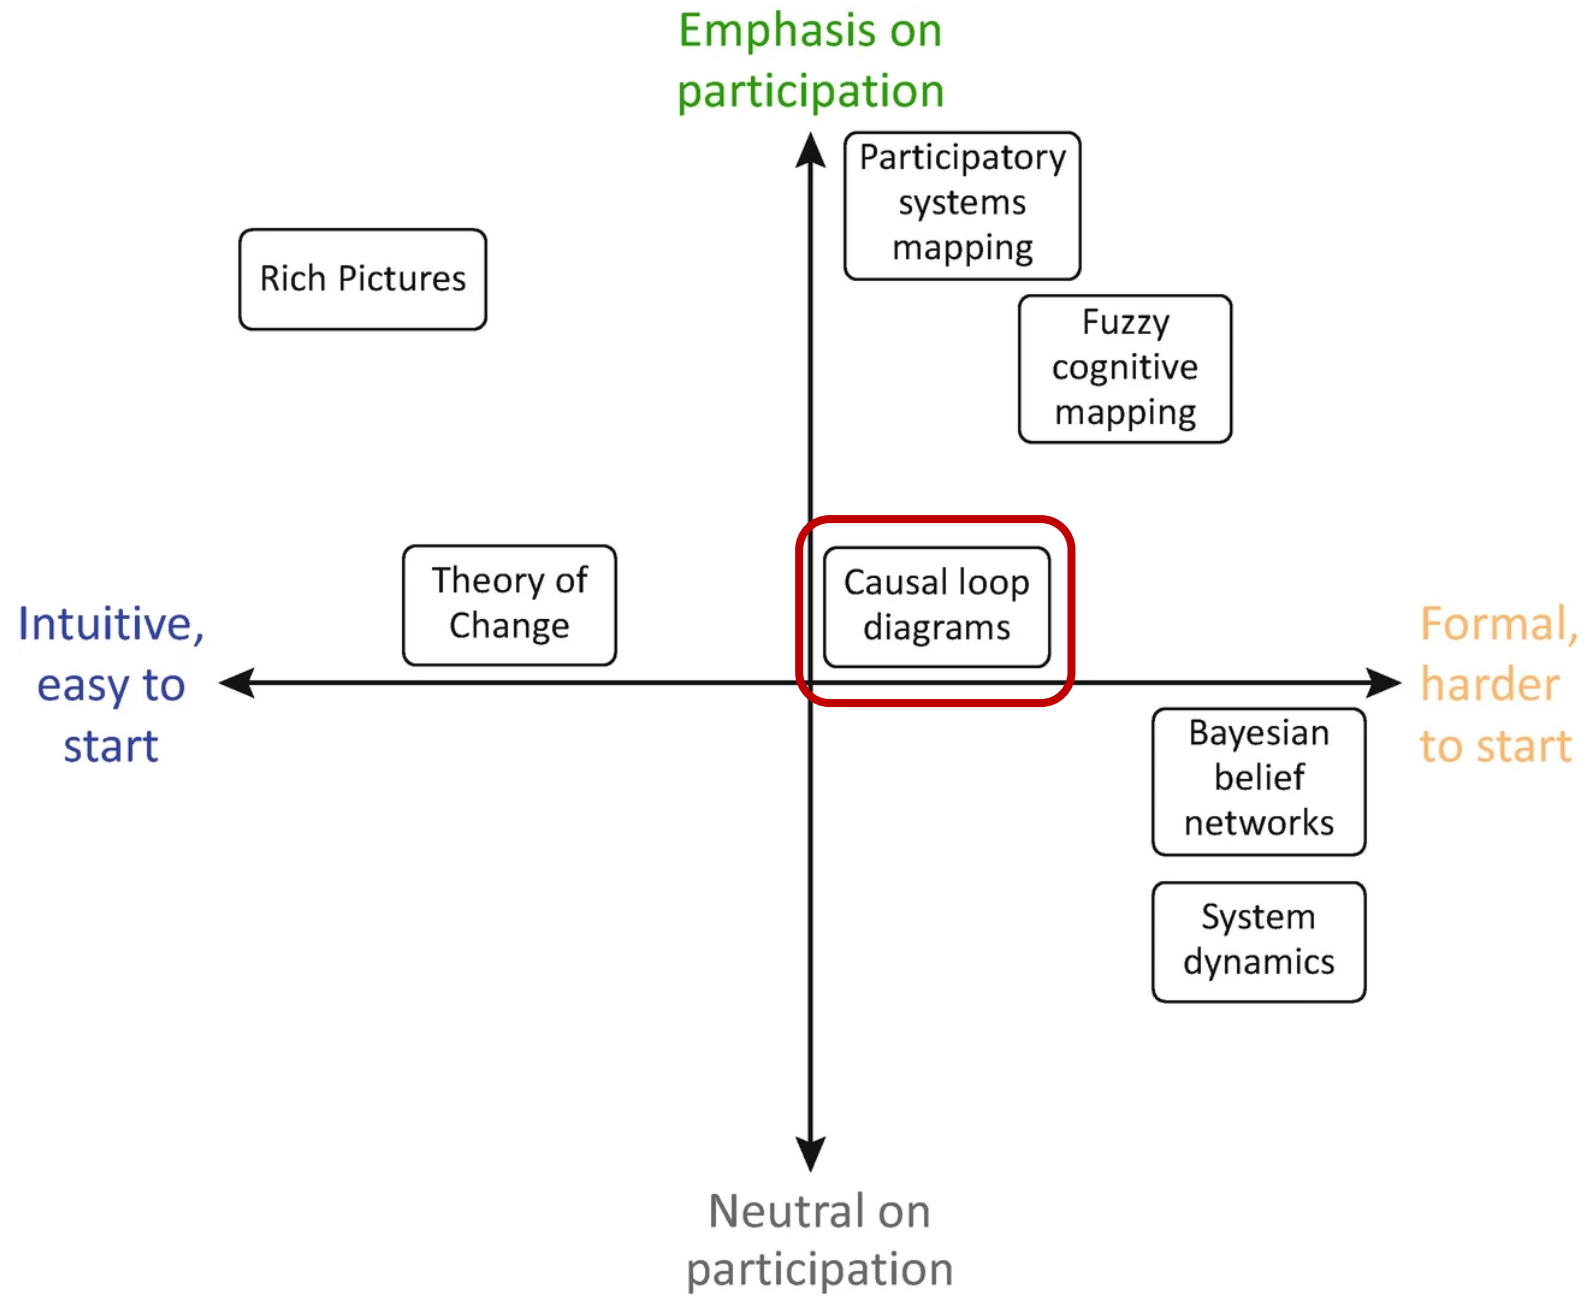 Emphasis on
participation
Participatory
systems
mapping
Rich Pictures
Fuzzy
cognitive
mapping
Theory of
Change
Causal loop
diagrams
Intuitive,
easy to
start
Formal,
harder
to start
Bayesian
belief
networks
System
dynamics
Neutral on
participation